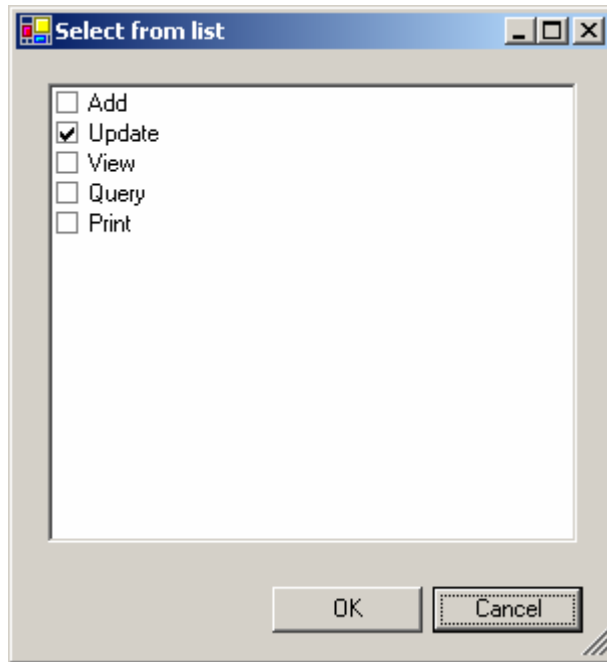 Select from list
Add
Update
View
Query
Print
OK Cancel